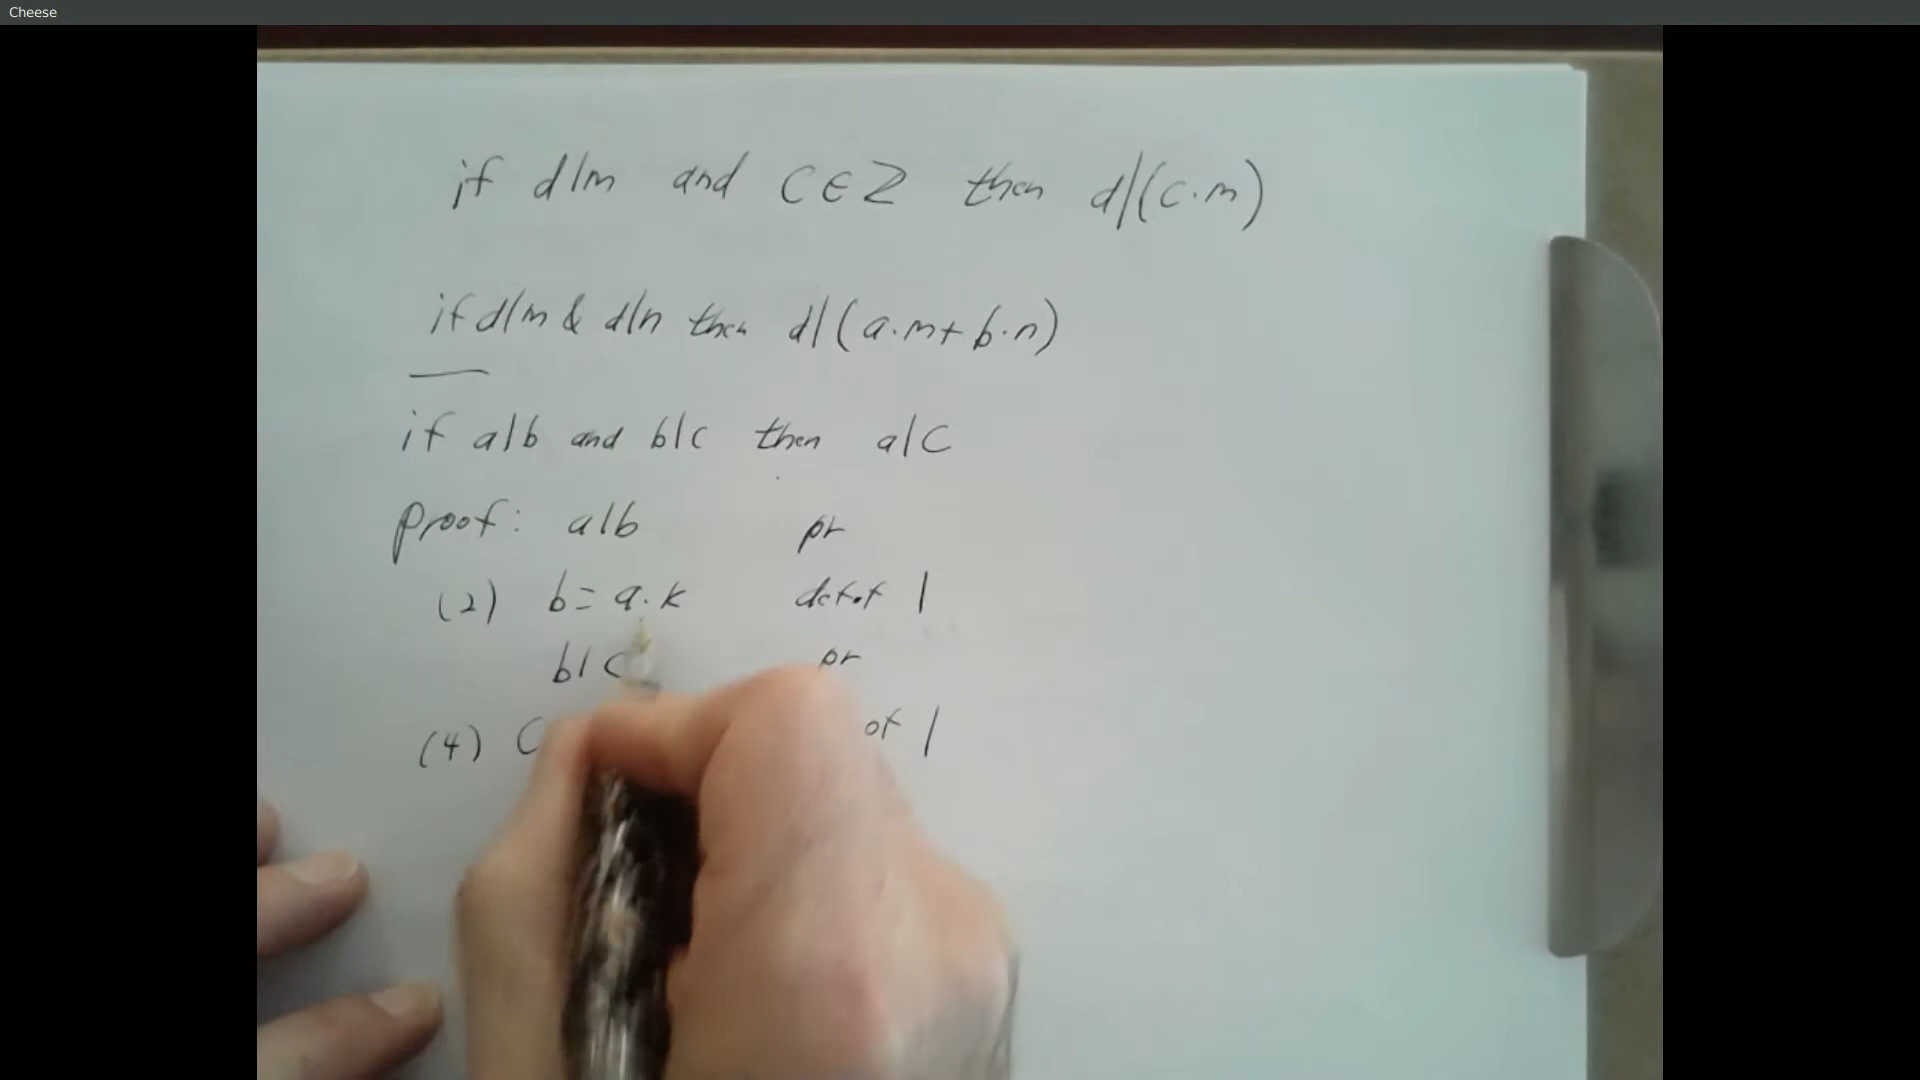 Cheese
if d|m and C∈Z then d|(c·m)
if d|m & d|n then d|(a·m+b·n)
if a|b and b|c then a|C
Proof: a|b pr
(2) b=a·k def of |
b|c pr
(4) C of |